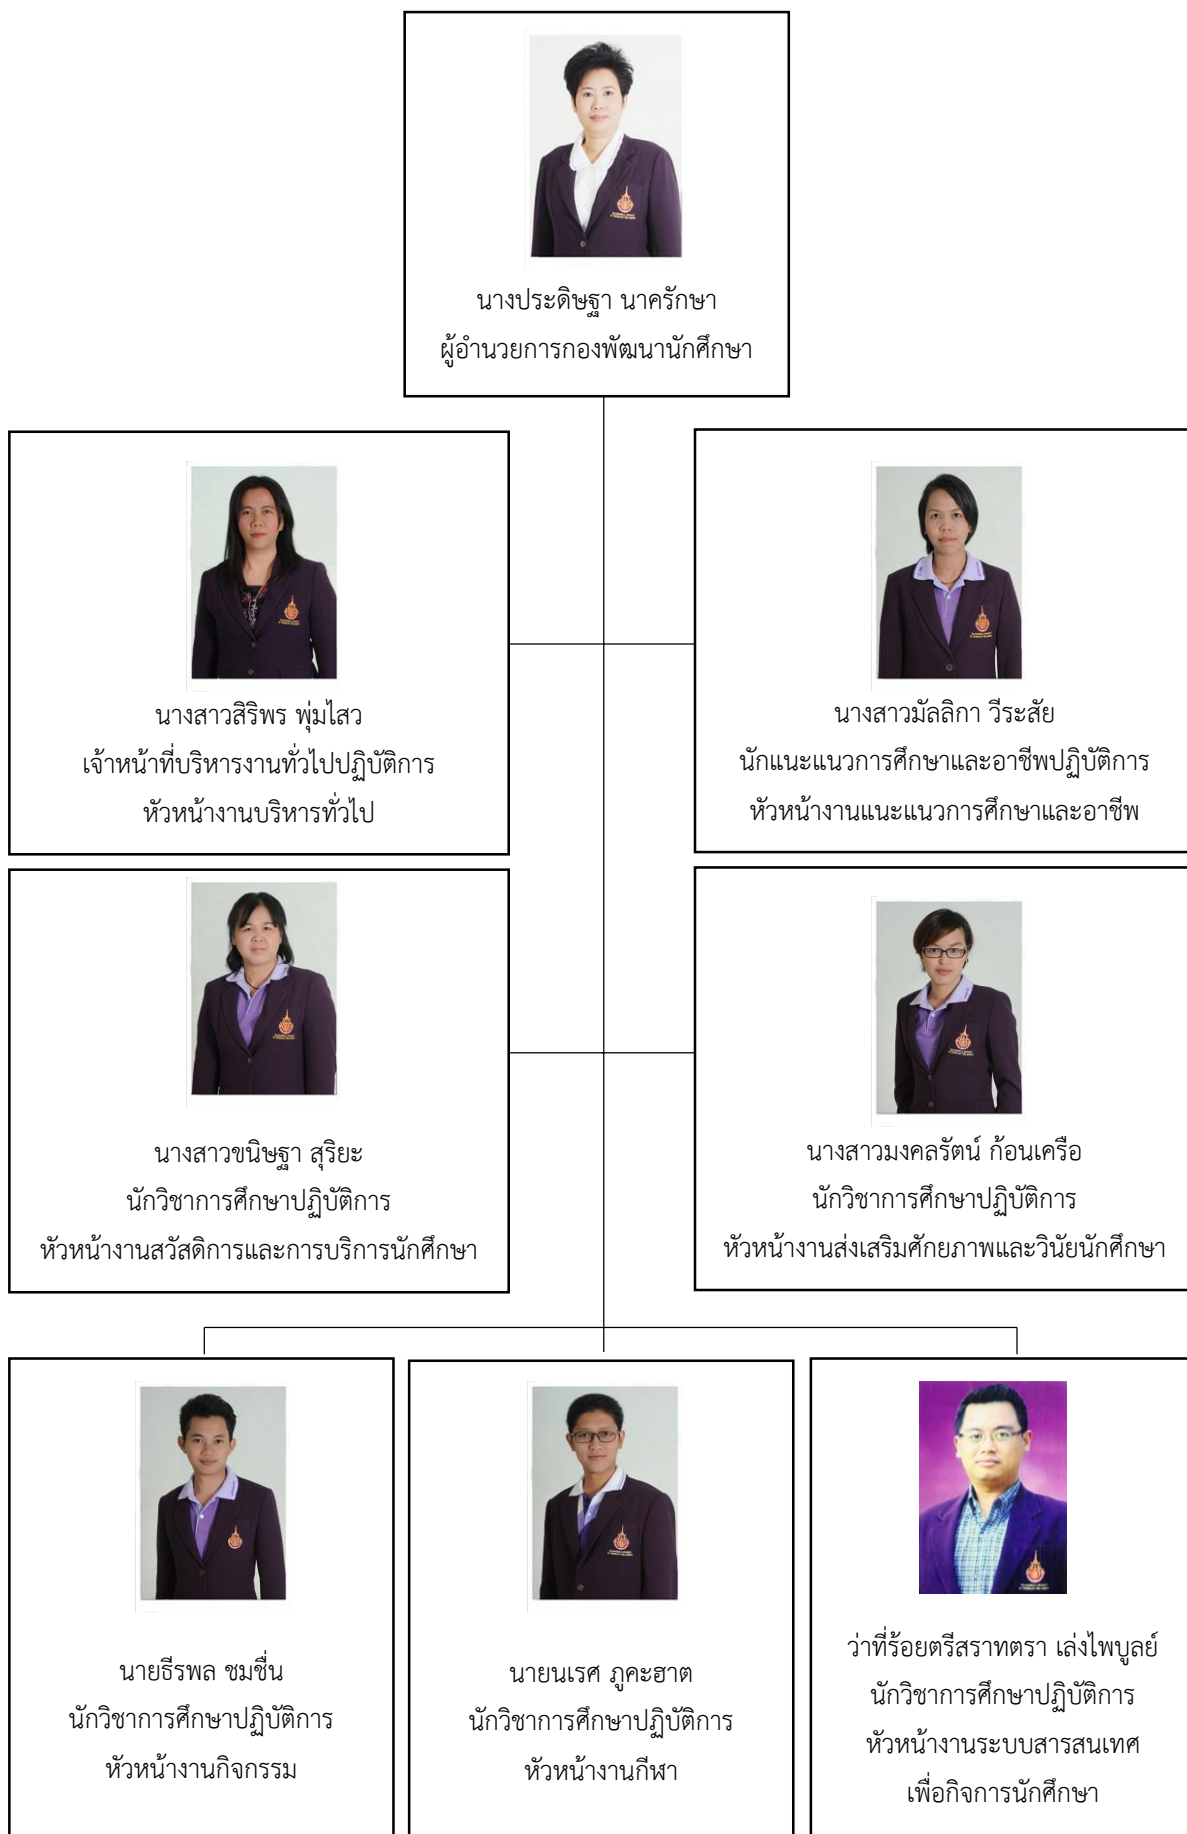 นางประดิษฐา นาครักษา
ผู้อำนวยการกองพัฒนานักศึกษา
นางสาวสิริพร พุ่มไสว
เจ้าหน้าที่บริหารงานทั่วไปปฏิบัติการ
หัวหน้างานบริหารทั่วไป
นางสาวมัลลิกา วีระสัย
นักแนะแนวการศึกษาและอาชีพปฏิบัติการ
หัวหน้างานแนะแนวการศึกษาและอาชีพ
นางสาวขนิษฐา สุริยะ
นักวิชาการศึกษาปฏิบัติการ
หัวหน้างานสวัสดิการและการบริการนักศึกษา
นางสาวมงคลรัตน์ ก้อนเครือ
นักวิชาการศึกษาปฏิบัติการ
หัวหน้างานส่งเสริมศักยภาพและวินัยนักศึกษา
นายธีรพล ชมชื่น
นักวิชาการศึกษาปฏิบัติการ
หัวหน้างานกิจกรรม
นายนเรศ ภูคะฮาต
นักวิชาการศึกษาปฏิบัติการ
หัวหน้างานกีฬา
ว่าที่ร้อยตรีสราทตรา เล่งไพบูลย์
นักวิชาการศึกษาปฏิบัติการ
หัวหน้างานระบบสารสนเทศ
เพื่อกิจการนักศึกษา